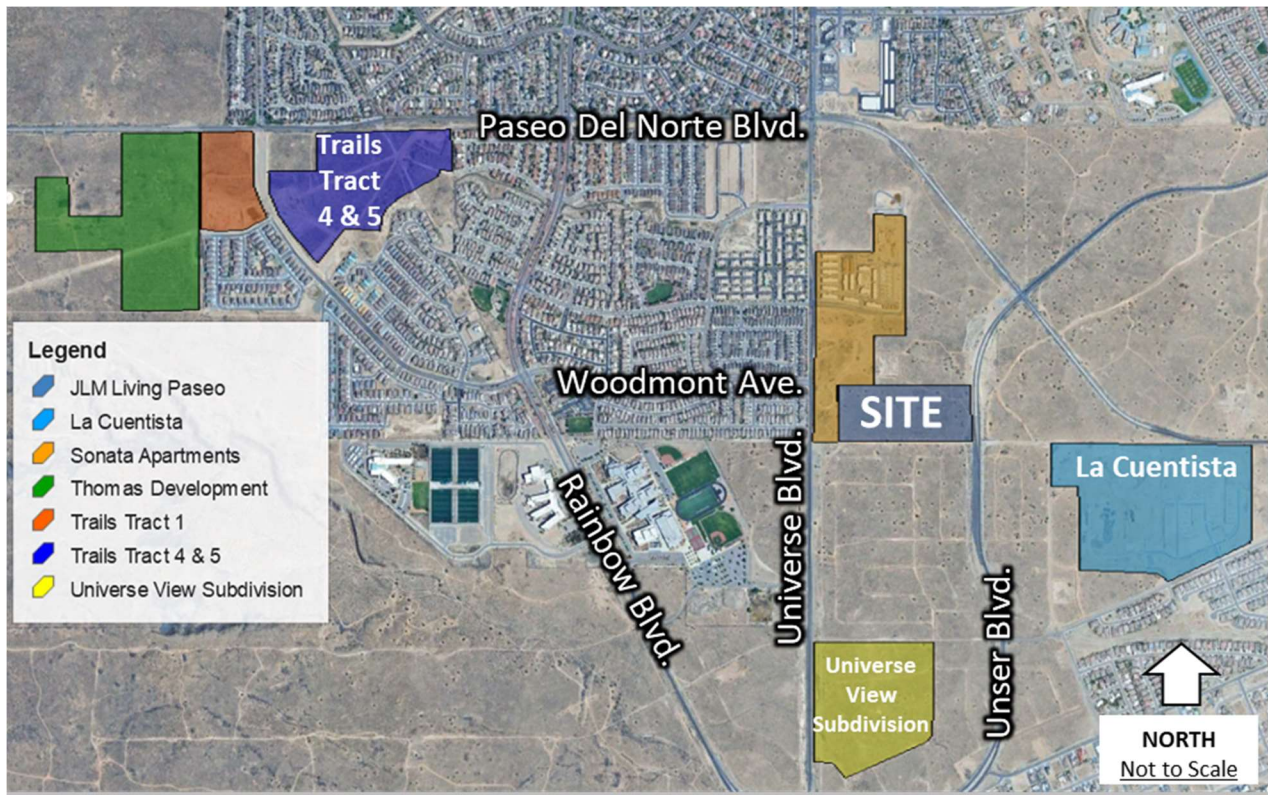 Paseo Del Norte Blvd.
Trails
Tract
4 & 5
Legend
JLM Living Paseo
La Cuentista
Sonata Apartments
Thomas Development
Trails Tract 1
Trails Tract 4 & 5
Universe View Subdivision
Woodmont Ave.
SITE
La Cuentista
Universe Blvd.
Rainbow Blvd.
Unser Blvd.
Universe
View
Subdivision
NORTH
Not to Scale